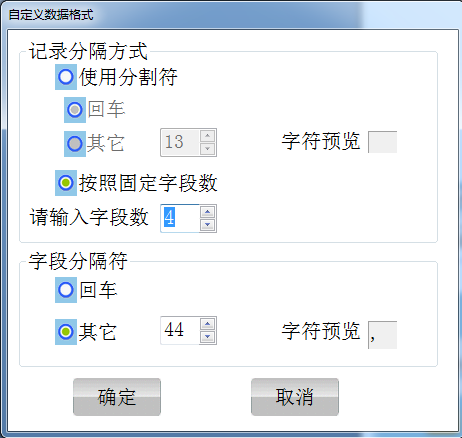 自定义数据格式
记录分隔方式
使用分割符
回车
其它 13 字符预览
按照固定字段数
请输入字段数 4
字段分隔符
回车
其它 44 字符预览 ,
确定 取消